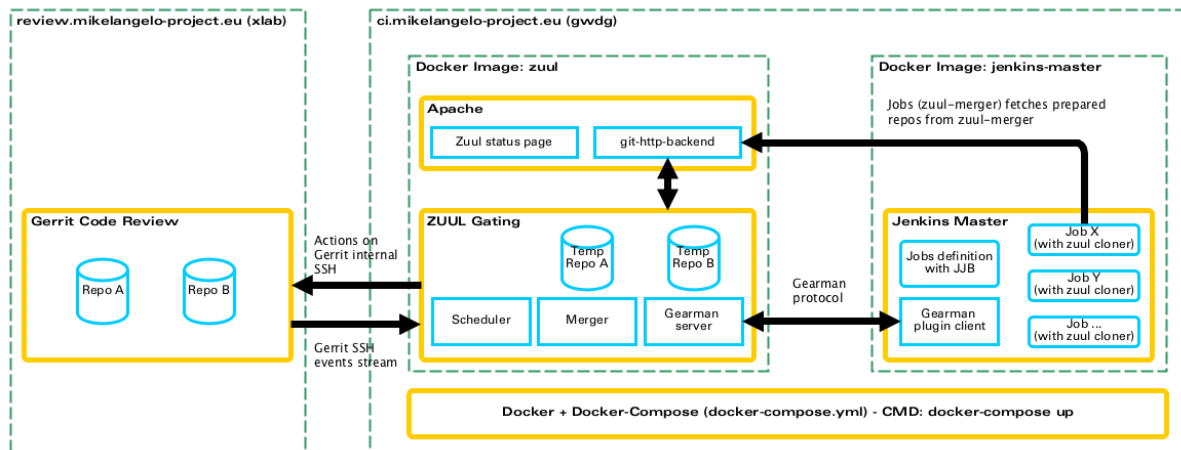 review.mikelangelo-project.eu (xlab)
ci.mikelangelo-project.eu (gwdg)
Docker Image: zuul
Docker Image: jenkins-master
Apache
Zuul status page
git-http-backend
Jobs (zuul-merger) fetches prepared
repos from zuul-merger
Gerrit Code Review
Repo A
Repo B
Actions on
Gerrit internal
SSH
Gerrit SSH
events stream
ZUUL Gating
Temp
Repo A
Temp
Repo B
Scheduler
Merger
Gearman
server
Gearman
protocol
Jenkins Master
Jobs definition
with JJB
Gearman
plugin client
Job X
(with zuul cloner)
Job Y
(with zuul cloner)
Job ...
(with zuul cloner)
Docker + Docker-Compose (docker-compose.yml) - CMD: docker-compose up